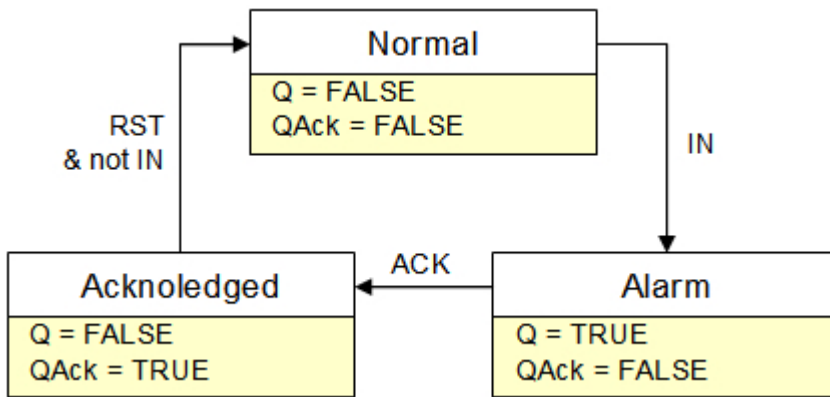 Normal
Q = FALSE
QAck = FALSE
RST
& not IN
IN
ACK
Acknoledged
Q = FALSE
QAck = TRUE
Alarm
Q = TRUE
QAck = FALSE